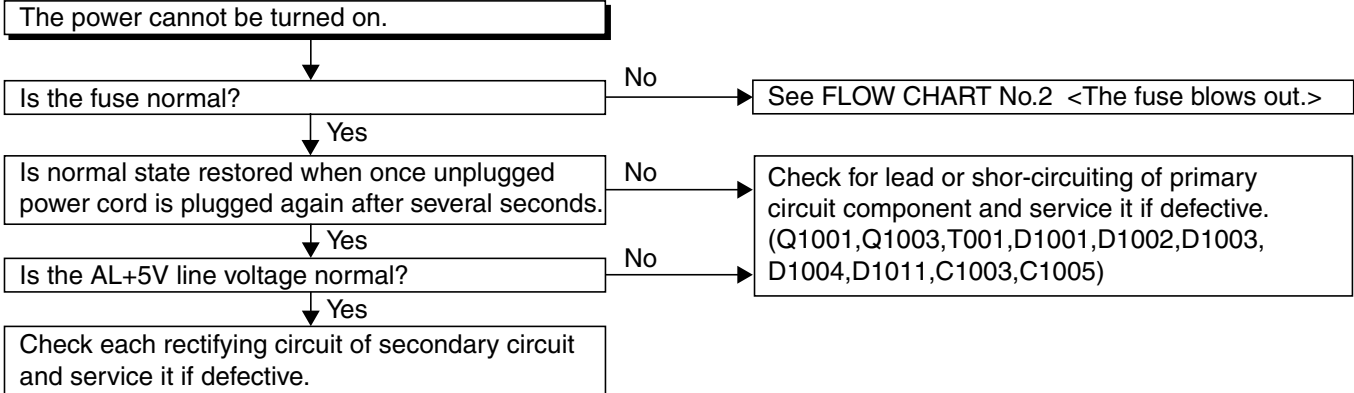 The power cannot be turned on.
Is the fuse normal?
No
See FLOW CHART No.2 <The fuse blows out.>
Yes
Is normal state restored when once unplugged
power cord is plugged again after several seconds.
No
Check for lead or shor-circuiting of primary
circuit component and service it if defective.
(Q1001,Q1003,T001,D1001,D1002,D1003,
D1004,D1011,C1003,C1005)
Yes
Is the AL+5V line voltage normal?
No
Yes
Check each rectifying circuit of secondary circuit
and service it if defective.